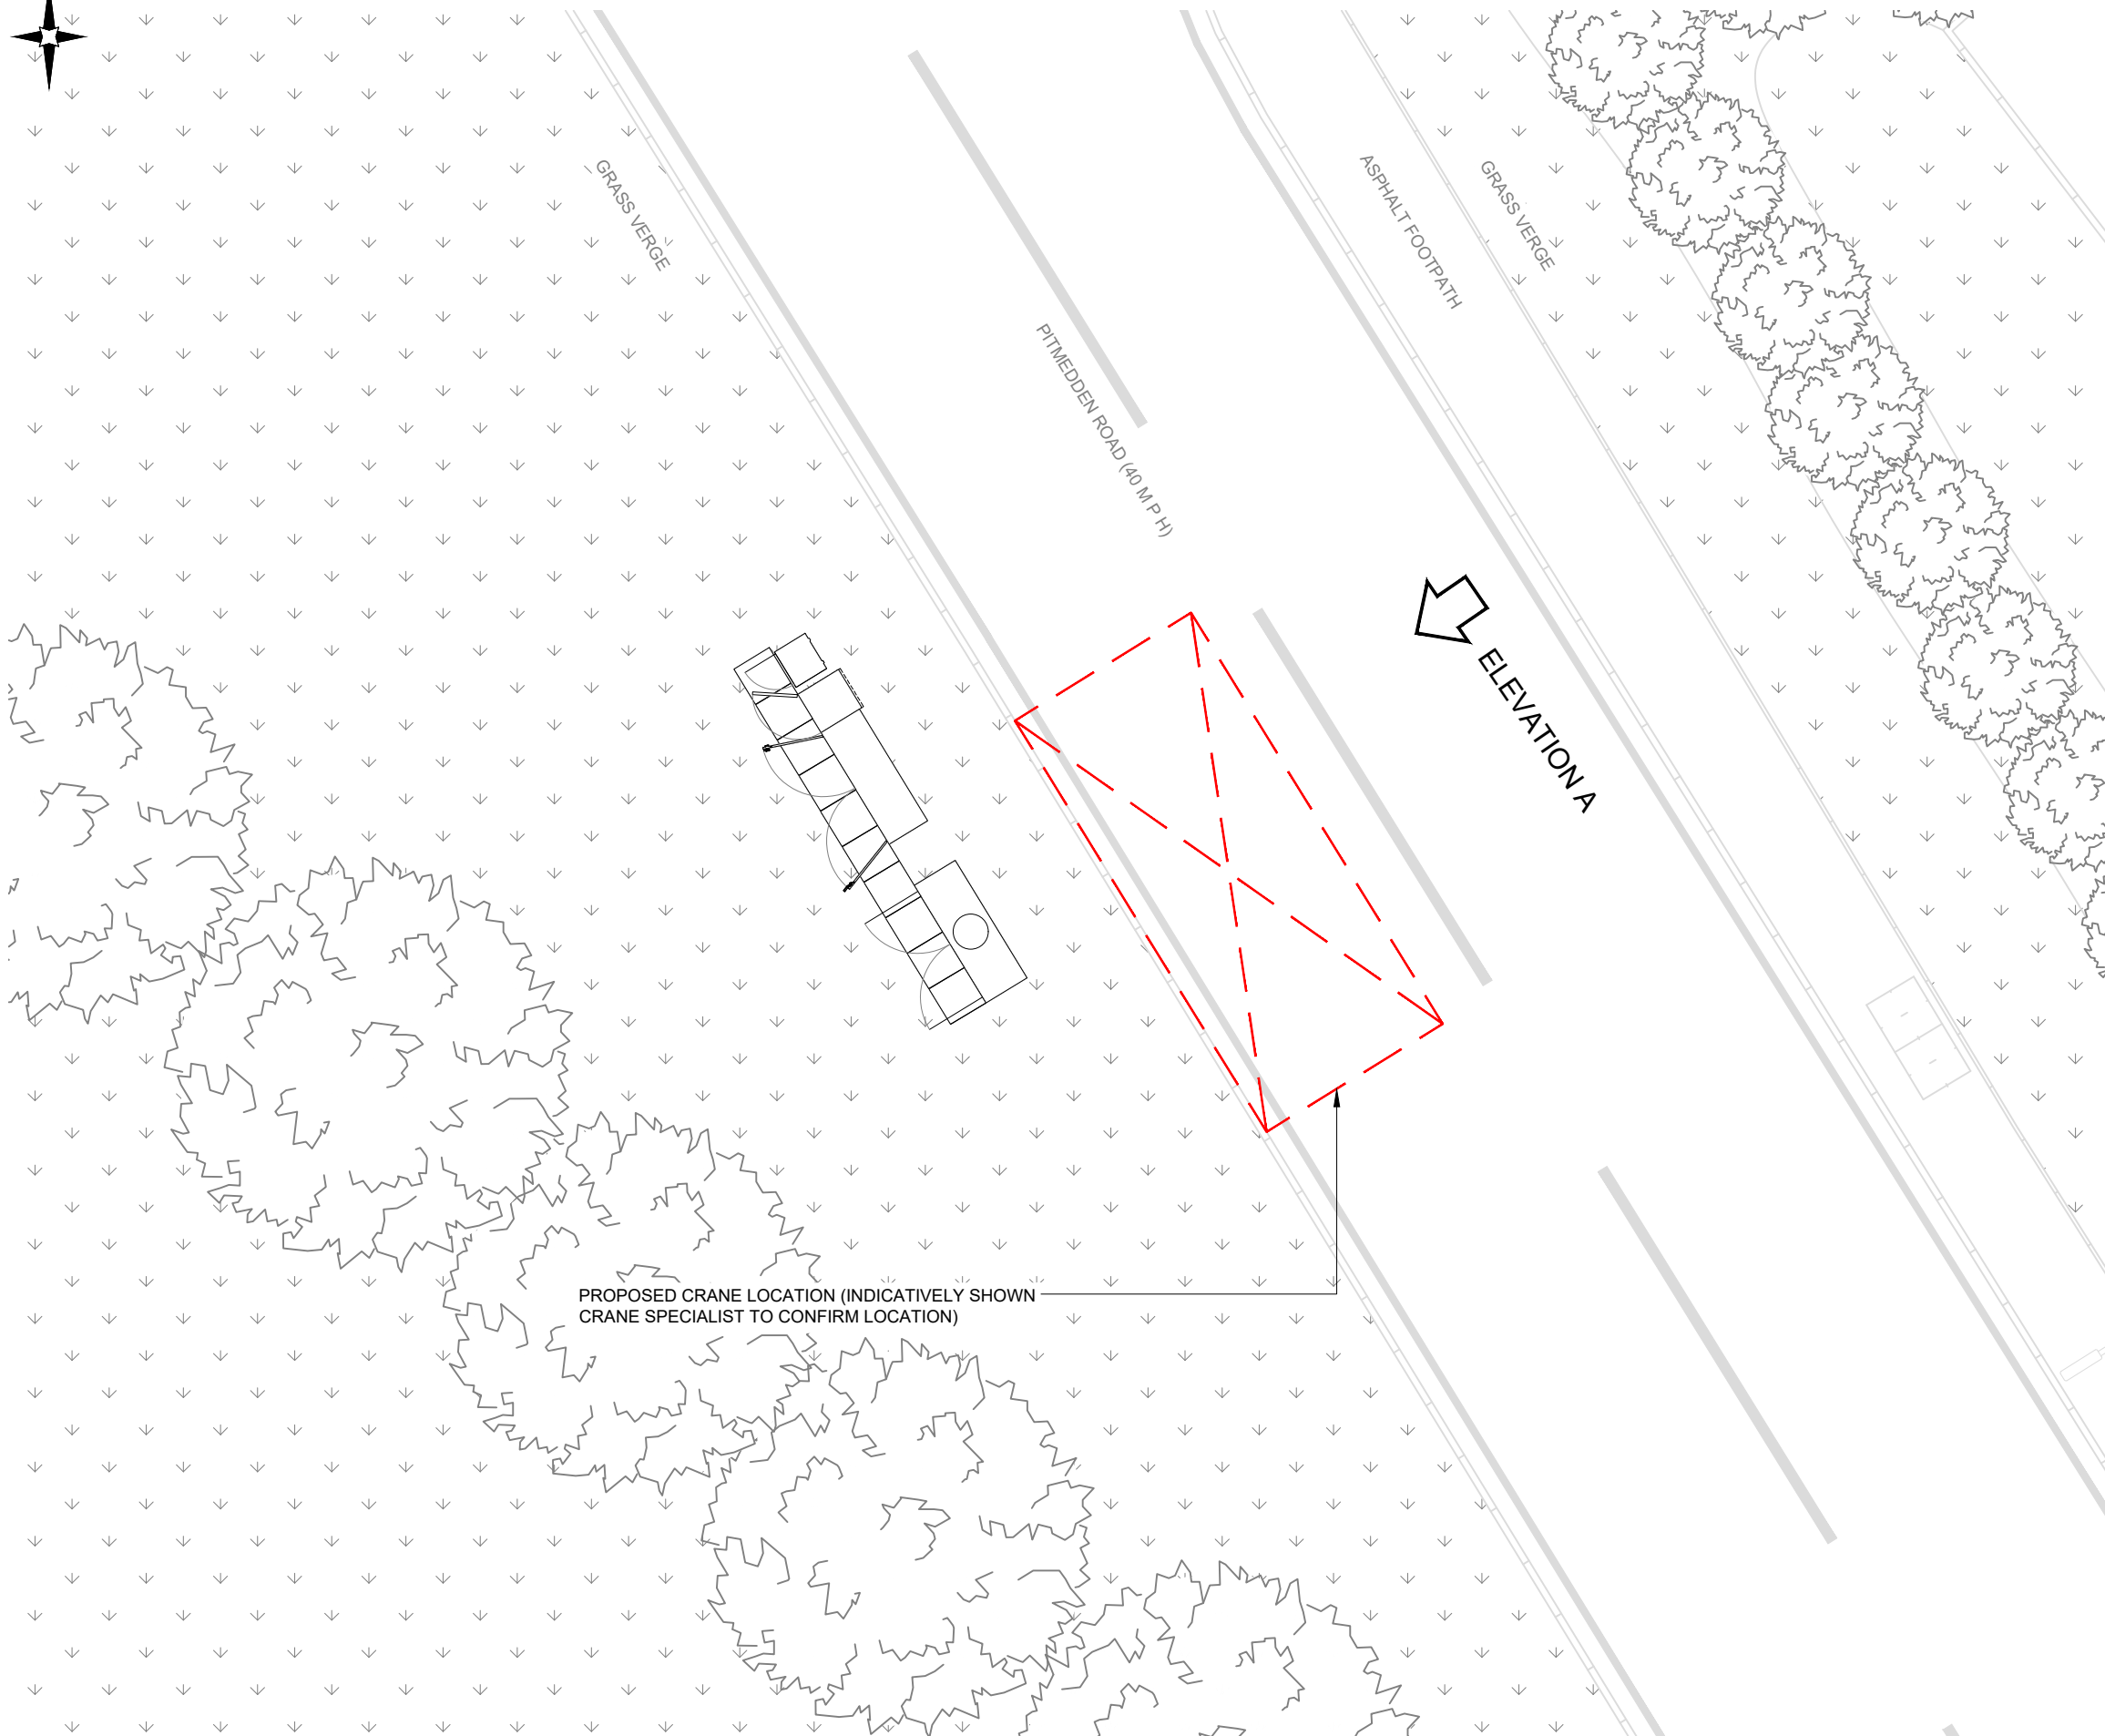 GRASS VERGE
ASPHALT FOOTPATH
GRASS VERGE
PITMEDDEN ROAD (40 M P H)
ELEVATION A
PROPOSED CRANE LOCATION (INDICATIVELY SHOWN
CRANE SPECIALIST TO CONFIRM LOCATION)